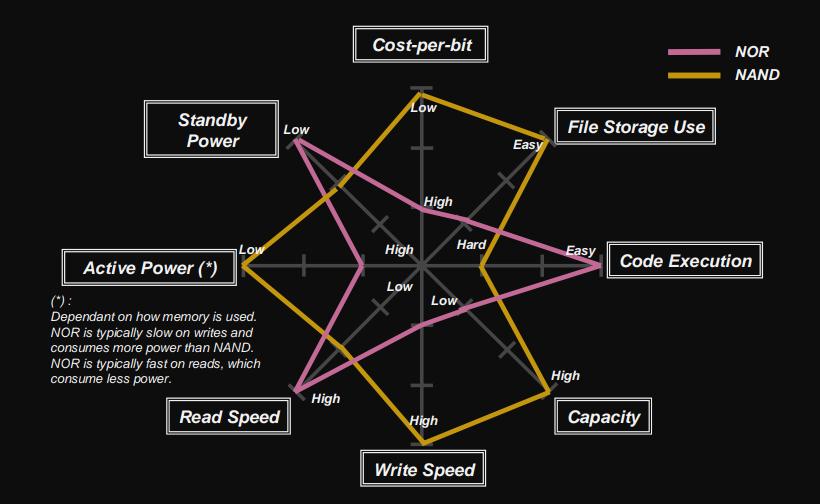 Cost-per-bit
NOR
NAND
Standby
Power
Low
Low
File Storage Use
Easy
High
Low
High
Hard
Easy
Code Execution
Active Power (*)
Low
Low
(*) :
Dependant on how memory is used.
NOR is typically slow on writes and
consumes more power than NAND.
NOR is typically fast on reads, which
consume less power.
High
High
Read Speed
High
Capacity
Write Speed